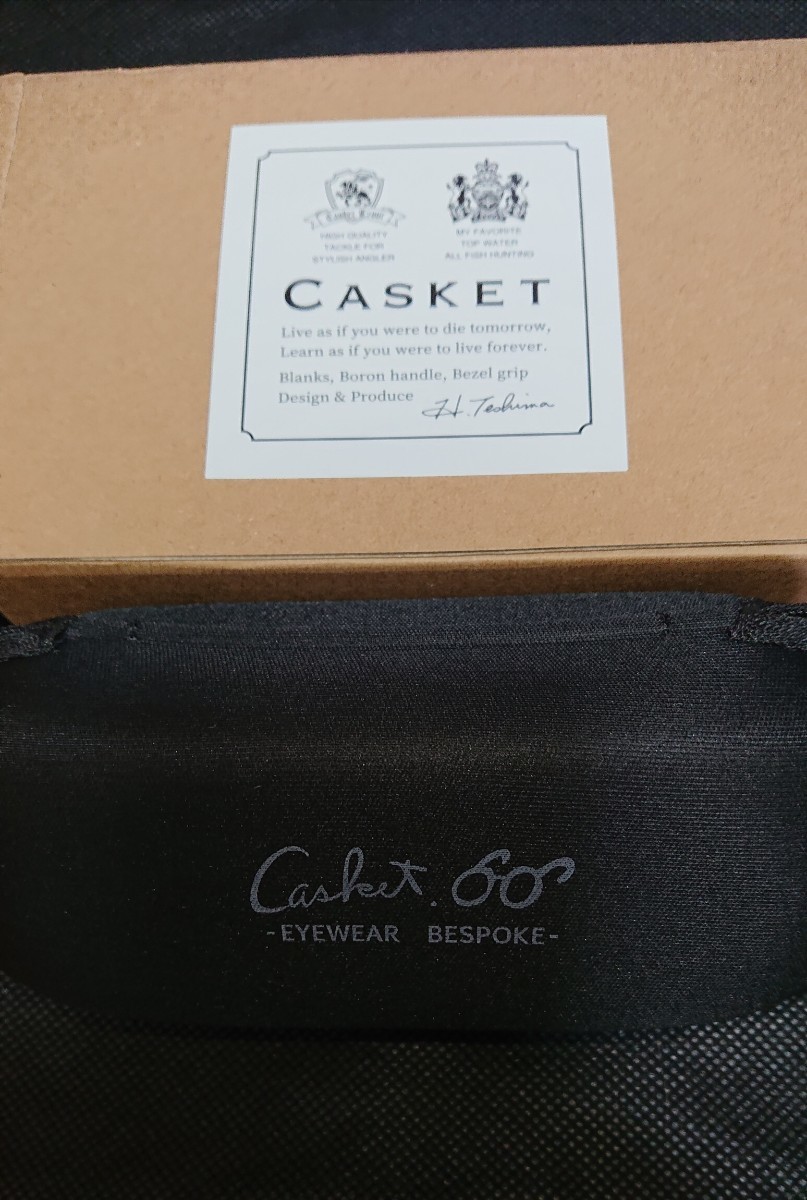 HIGH QUALITY
TACKLE FOR
STYLISH ANGLER
MY FAVORITE
TOP WATER
ALL FISH HUNTING
CASKET
Live as if you were to die tomorrow,
Learn as if you were to live forever.
Blanks, Boron handle, Bezel grip
Design & Produce H. Teshima
Casket.
-EYEWEAR BESPOKE-